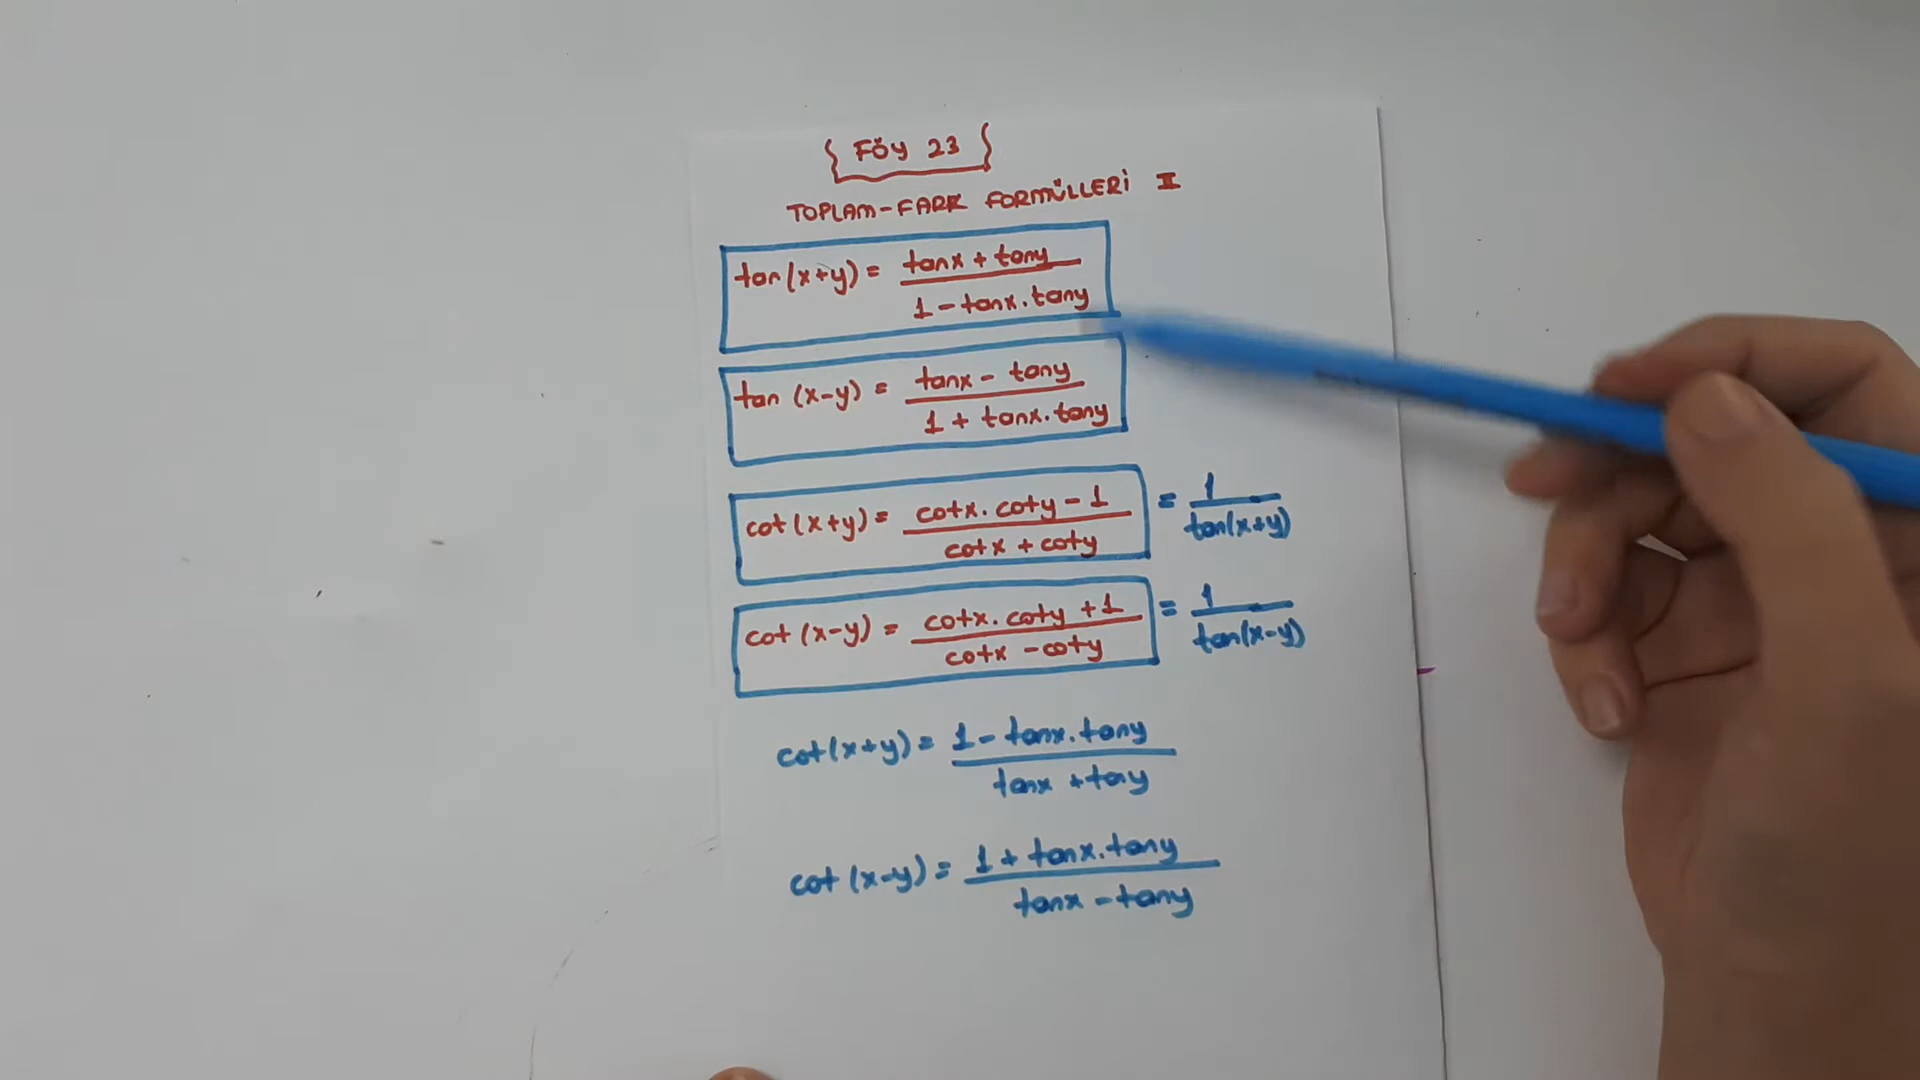 Föy 23
TOPLAM-FARK FORMÜLLERİ II
tan(x+y) = tanx + tany / 1 - tanx.tany
tan (x-y) = tanx - tany / 1 + tanx.tany
cot(x+y) = cotx.coty - 1 / cotx + coty = 1 / tan(x+y)
cot (x-y) = cotx.coty +1 / cotx - coty = 1 / tan(x-y)
cot(x+y) = 1 - tanx.tany / tanx + tany
cot (x-y) = 1 + tanx.tany / tanx - tany